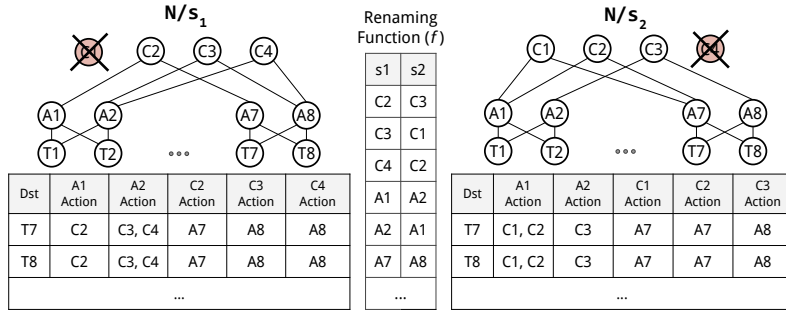 N/s1
Renaming
Function (f)
N/s2
C2 C3 C4
C1 C2 C3
s1 s2
C2 C3
C3 C1
C4 C2
A1 A2
A2 A1
A7 A8
...
A1 A2 A7 A8
T1 T2 ... T7 T8
A1 A2 A7 A8
T1 T2 ... T7 T8
Dst A1 Action A2 Action C2 Action C3 Action C4 Action
T7 C2 C3, C4 A7 A8 A8
T8 C2 C3, C4 A7 A8 A8
...
Dst A1 Action A2 Action C1 Action C2 Action C3 Action
T7 C1, C2 C3 A7 A7 A8
T8 C1, C2 C3 A7 A7 A8
...